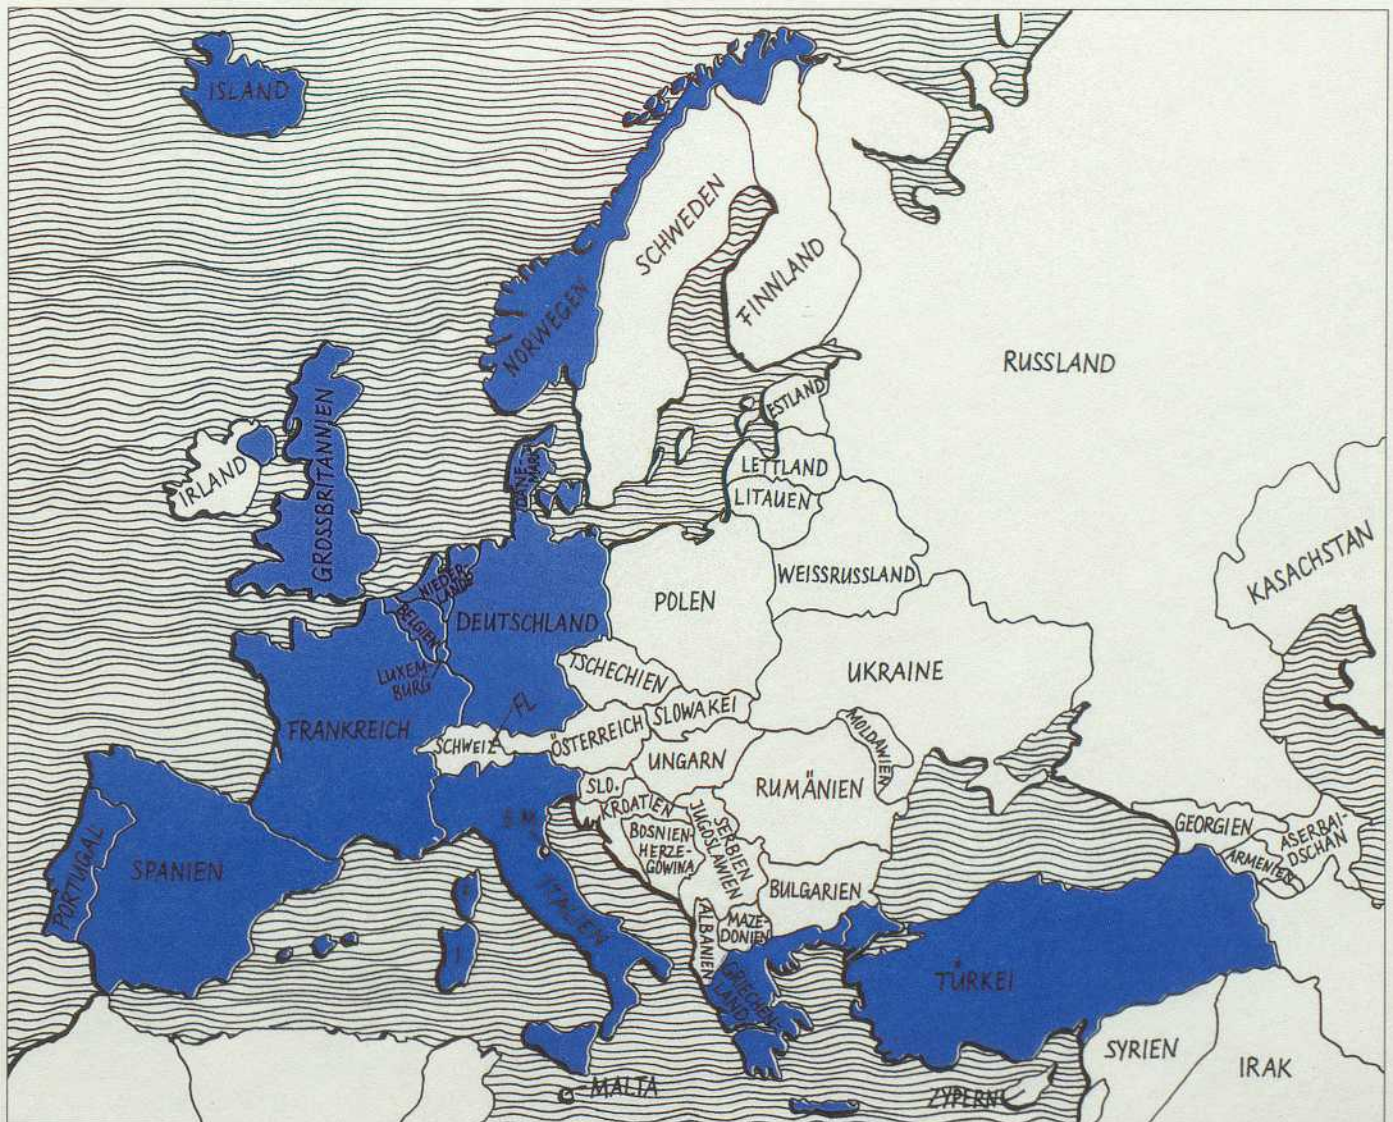 ISLAND
SCHWEDEN
FINNLAND
NORWEGEN
RUSSLAND
ESTLAND
IRLAND
GROSSBRITANNIEN
DÄNE-
MARK
LETTLAND
LITAUEN
KASACHSTAN
NIEDER-
LANDE
WEISSRUSSLAND
BELGIEN
DEUTSCHLAND
POLEN
LUXEM-
BURG
TSCHECHIEN
UKRAINE
FL
FRANKREICH
SCHWEIZ
ÖSTERREICH
SLOWAKEI
MOLDAWIEN
UNGARN
SLO.
RUMÄNIEN
KROATIEN
S.M.
BOSNIEN-
HERZE-
GOWINA
SERBIEN
JUGOSLAWIEN
GEORGIEN
ASERBAI-
DSCHAN
ARMENIEN
PORTUGAL
SPANIEN
ITALIEN
BULGARIEN
F
I
ALBANIEN
MAZE-
DONIEN
GRIECHEN-
LAND
TÜRKEI
SYRIEN
IRAK
MALTA
ZYPERN